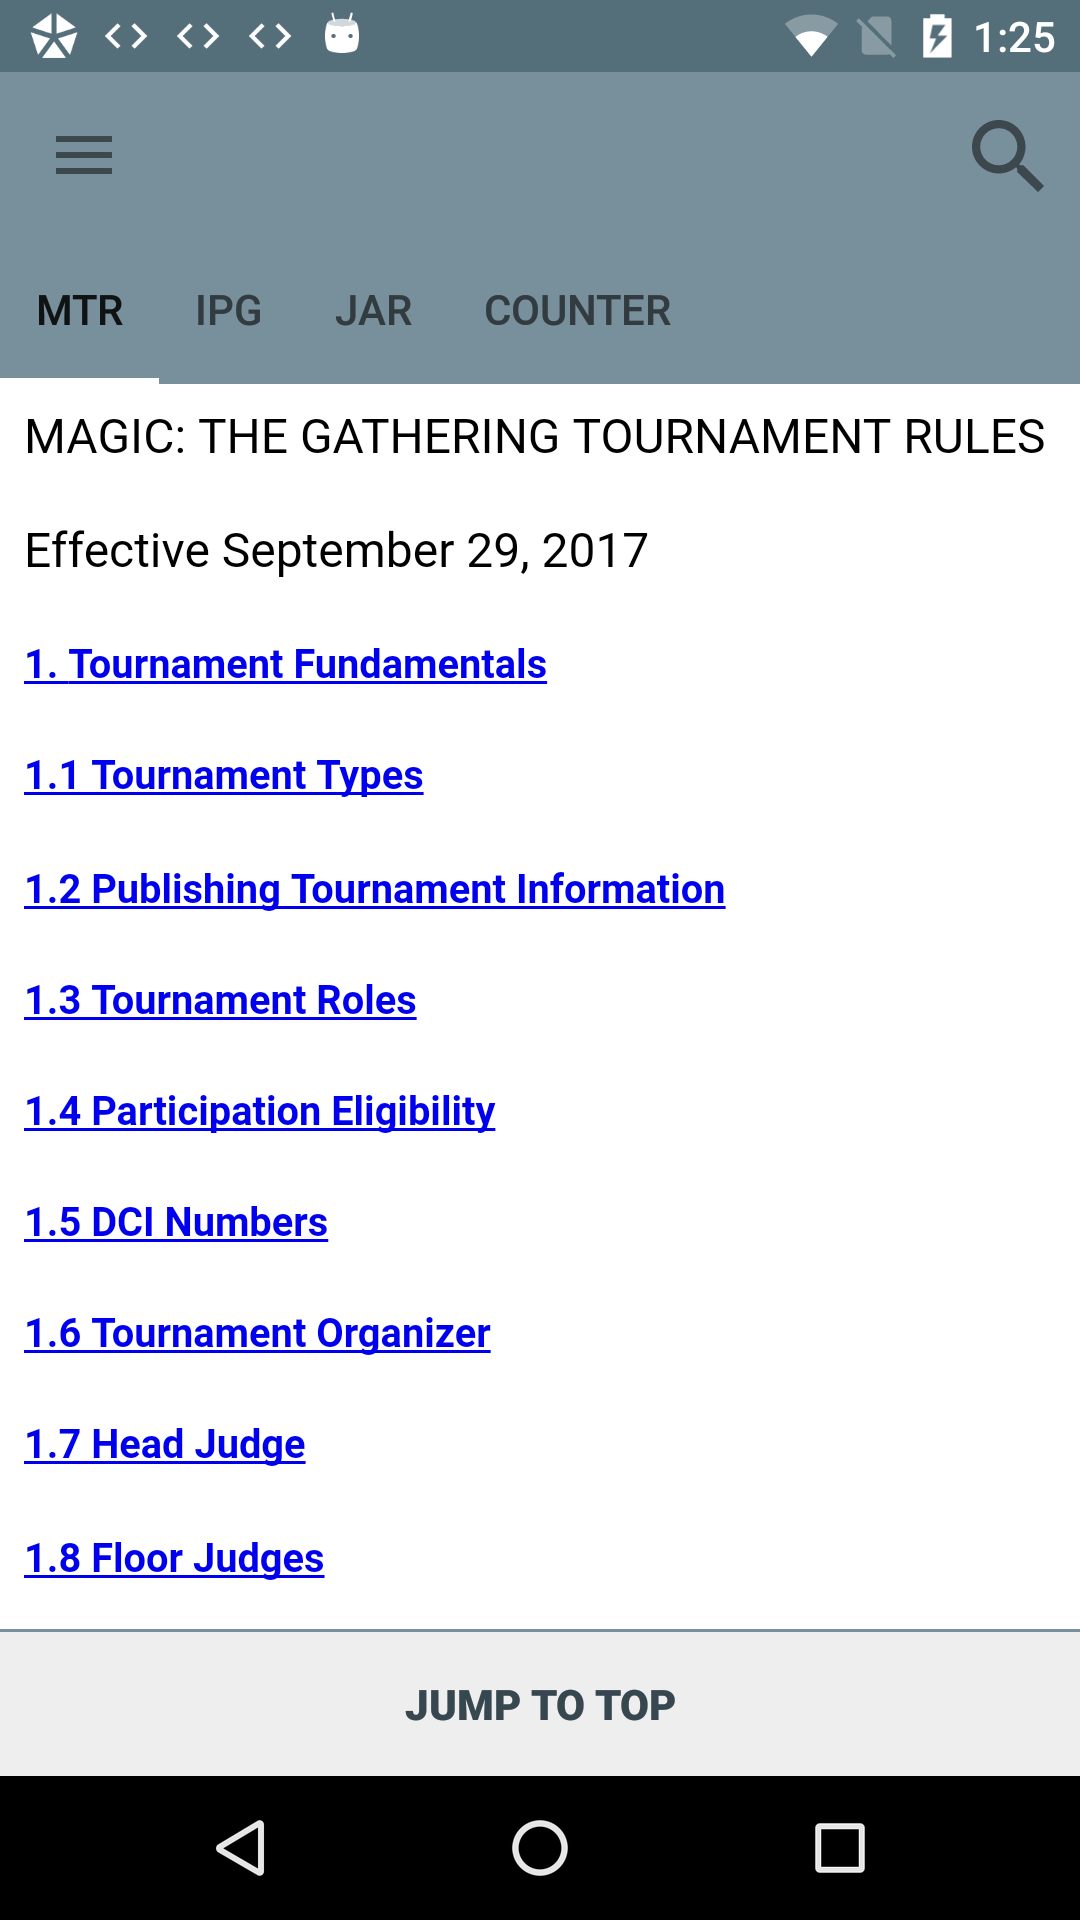 1:25
MTR IPG JAR COUNTER
MAGIC: THE GATHERING TOURNAMENT RULES
Effective September 29, 2017
1. Tournament Fundamentals
1.1 Tournament Types
1.2 Publishing Tournament Information
1.3 Tournament Roles
1.4 Participation Eligibility
1.5 DCI Numbers
1.6 Tournament Organizer
1.7 Head Judge
1.8 Floor Judges
JUMP TO TOP